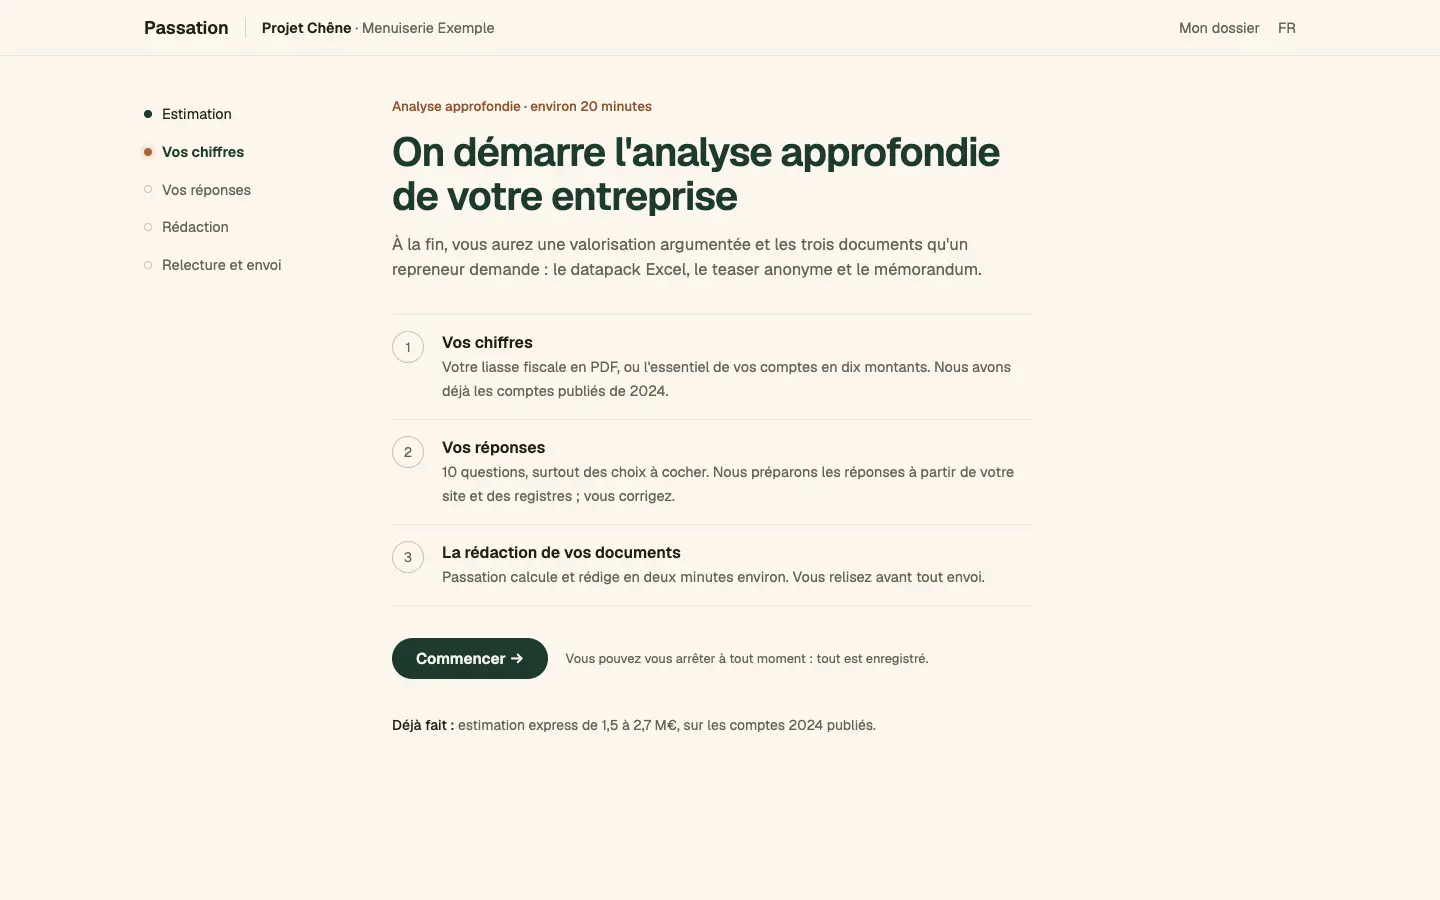 Passation
Projet Chêne · Menuiserie Exemple
Mon dossier
FR
Estimation
Vos chiffres
Vos réponses
Rédaction
Relecture et envoi
Analyse approfondie · environ 20 minutes
On démarre l'analyse approfondie
de votre entreprise
À la fin, vous aurez une valorisation argumentée et les trois documents qu'un
repreneur demande : le datapack Excel, le teaser anonyme et le mémorandum.
1
Vos chiffres
Votre liasse fiscale en PDF, ou l'essentiel de vos comptes en dix montants. Nous avons
déjà les comptes publiés de 2024.
2
Vos réponses
10 questions, surtout des choix à cocher. Nous préparons les réponses à partir de votre
site et des registres ; vous corrigez.
3
La rédaction de vos documents
Passation calcule et rédige en deux minutes environ. Vous relisez avant tout envoi.
Commencer →
Vous pouvez vous arrêter à tout moment : tout est enregistré.
Déjà fait : estimation express de 1,5 à 2,7 M€, sur les comptes 2024 publiés.